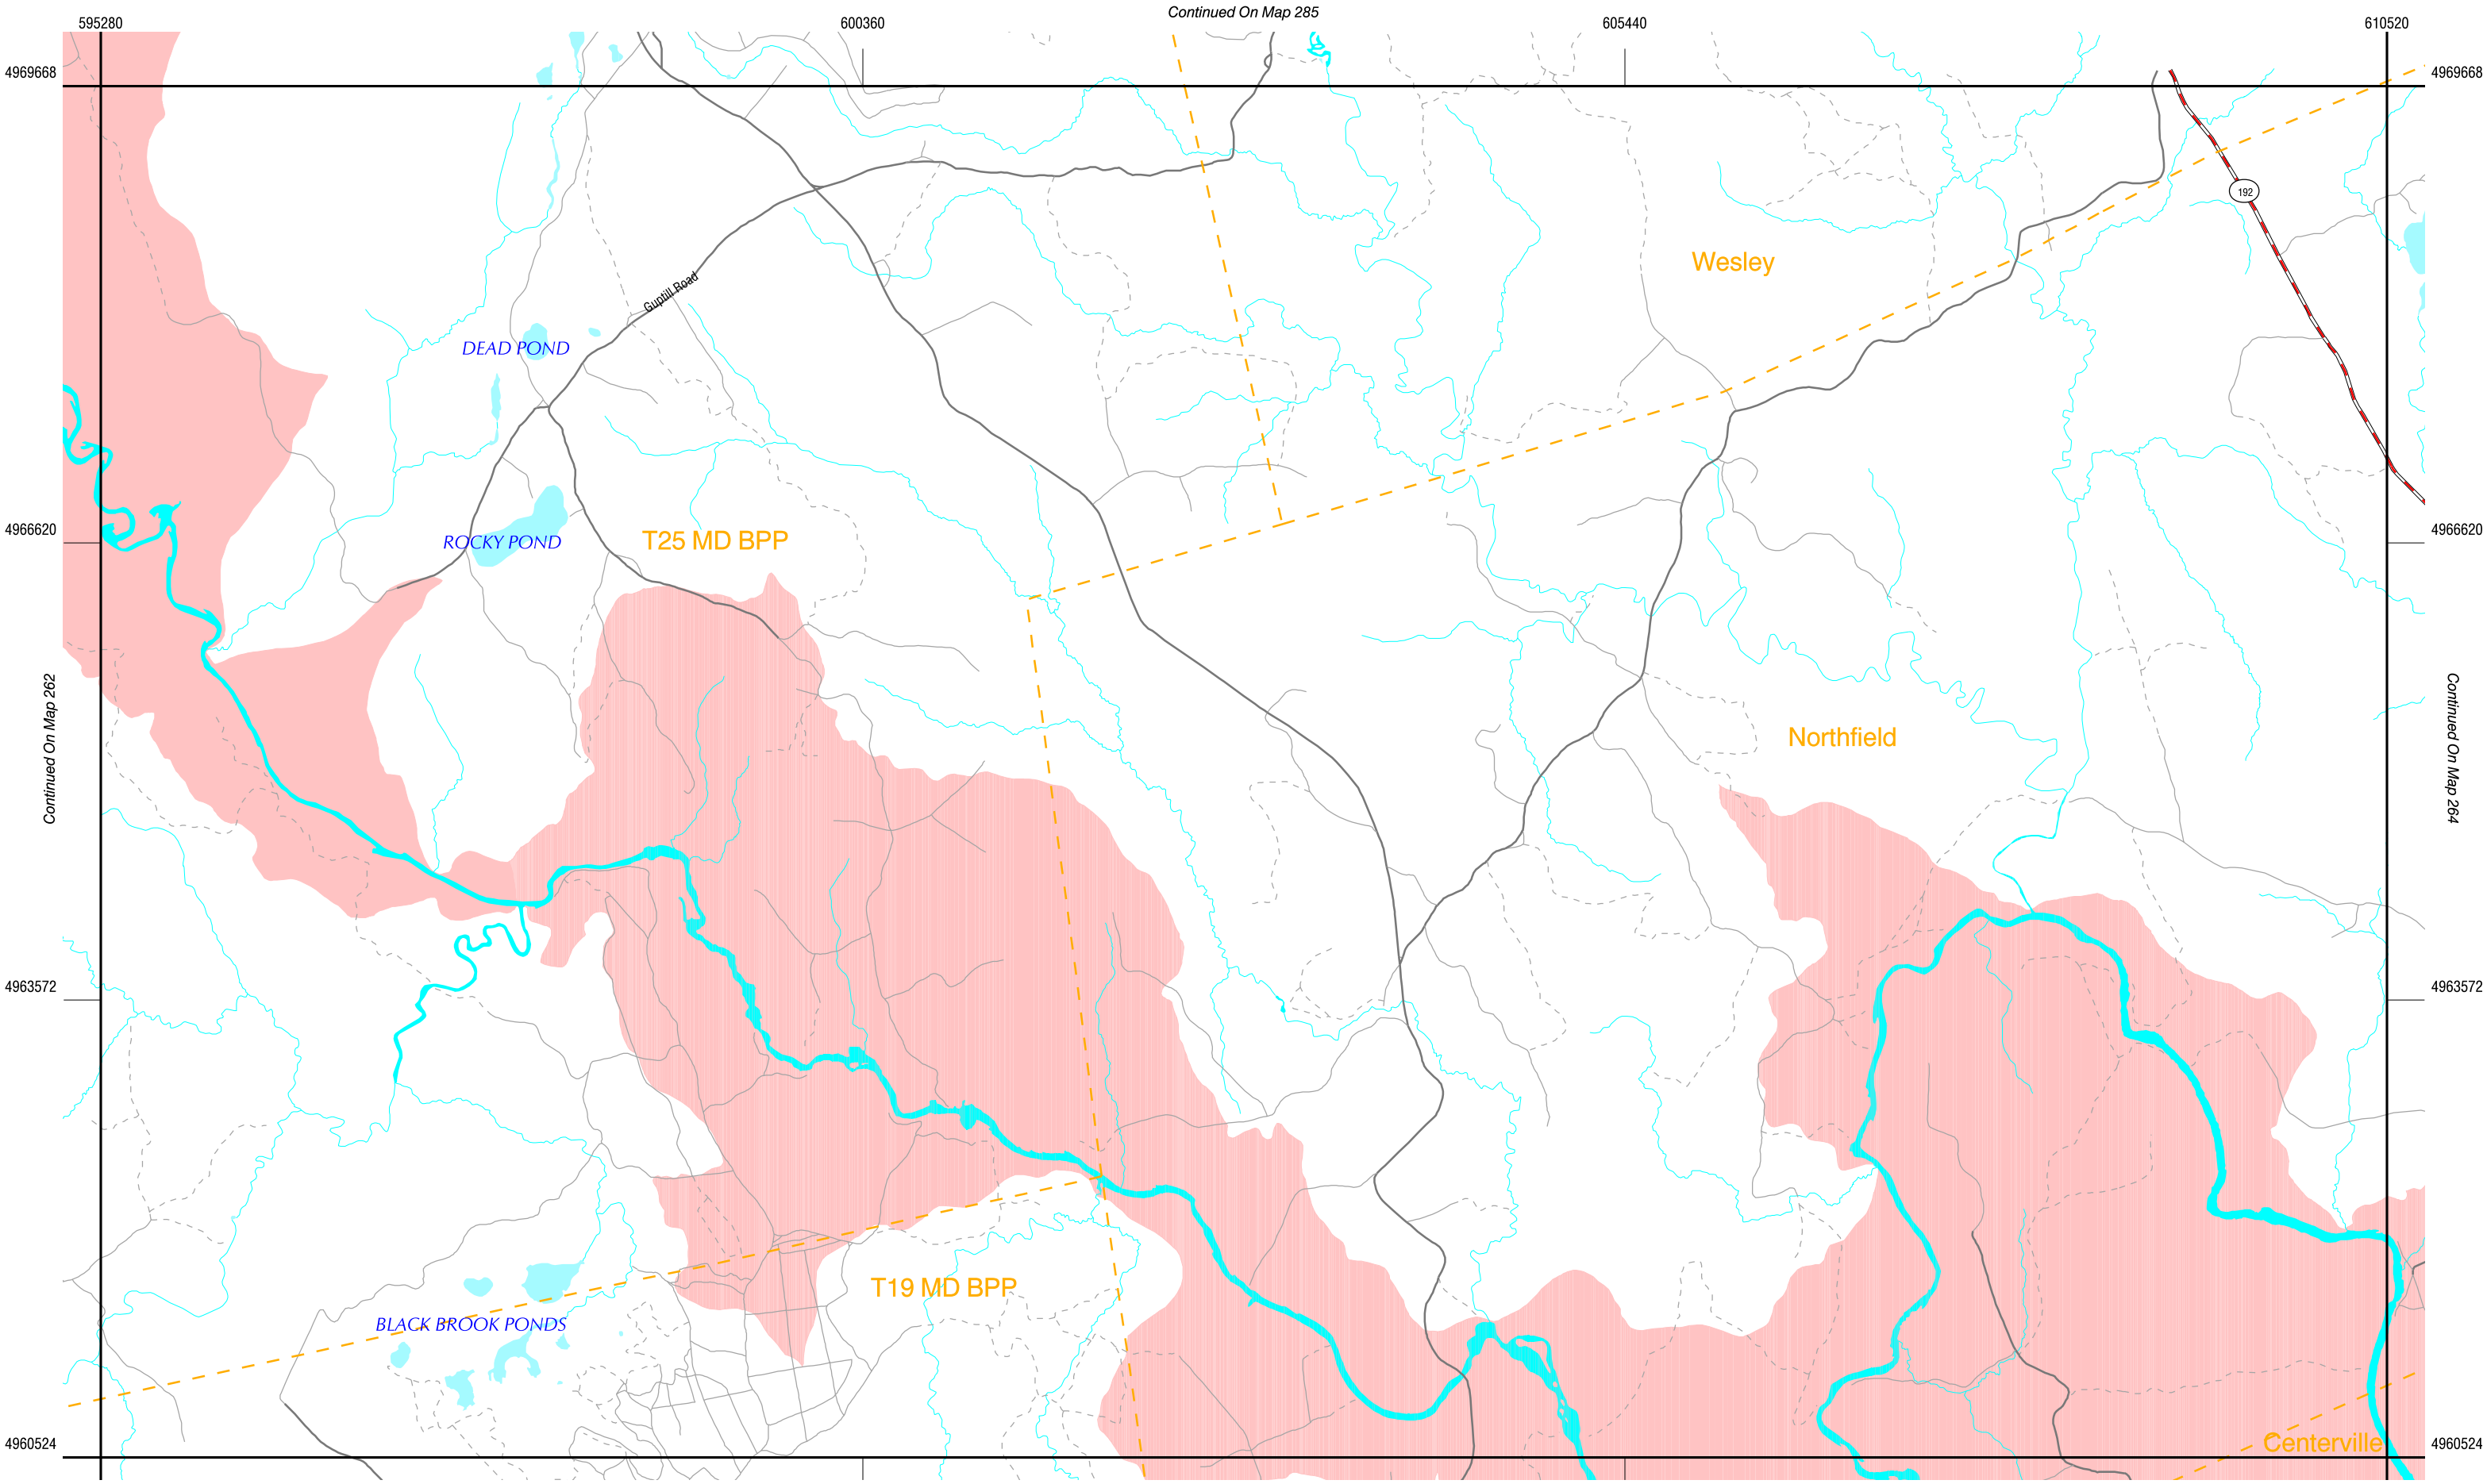 Continued On Map 285
595280
600360
605440
610520
4969668
4969668
192
Wesley
Guptill Road
DEAD POND
4966620
ROCKY POND
T25 MD BPP
4966620
Continued On Map 262
Northfield
Continued On Map 264
4963572
4963572
T19 MD BPP
BLACK BROOK PONDS
4960524
Centerville
4960524